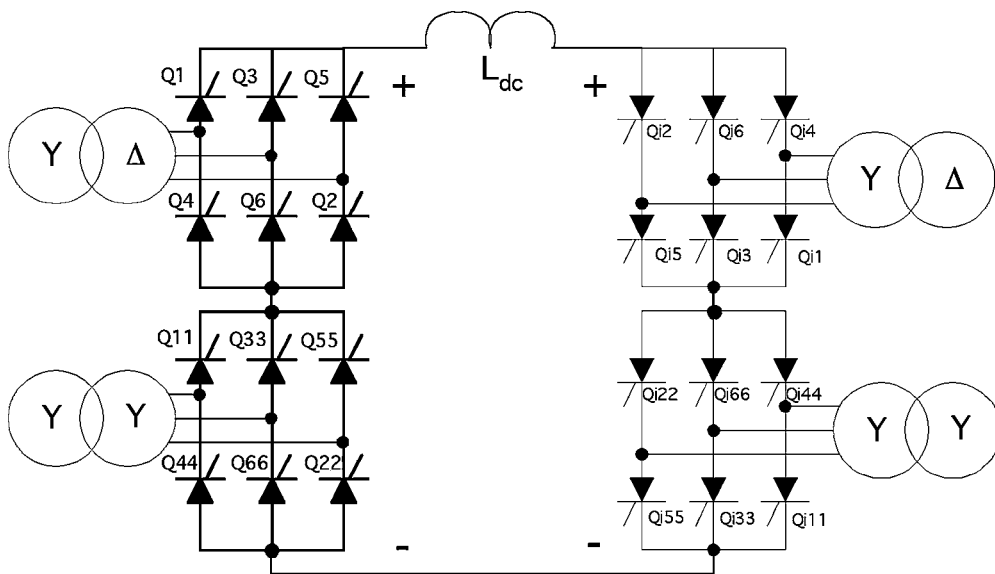 Q1 Q3 Q5
+ L_dc +
Qi2 Qi6 Qi4
Y Δ
Y Δ
Q4 Q6 Q2
Qi5 Qi3 Qi1
Q11 Q33 Q55
Qi22 Qi66 Qi44
Y Y
Y Y
Q44 Q66 Q22
Qi55 Qi33 Qi11
- -